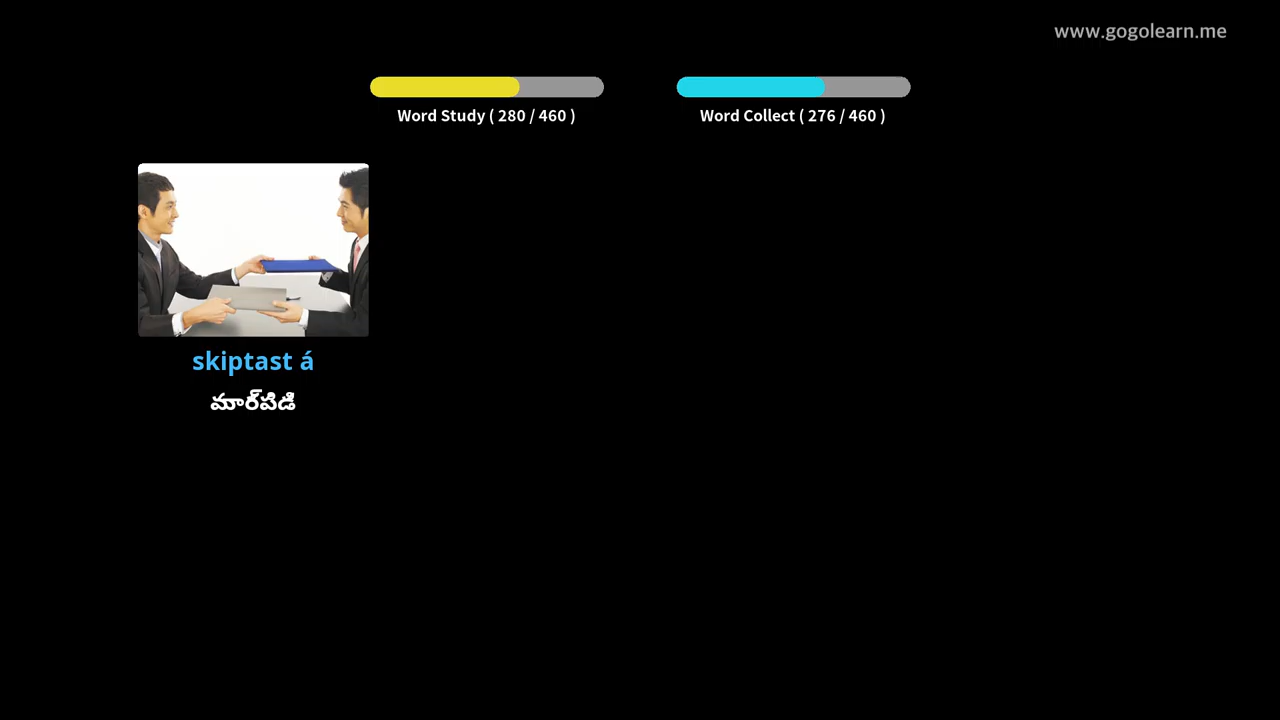 www.gogolearn.me
Word Study ( 280 / 460 )
Word Collect ( 276 / 460 )
skiptast á
మార్‌పిడి